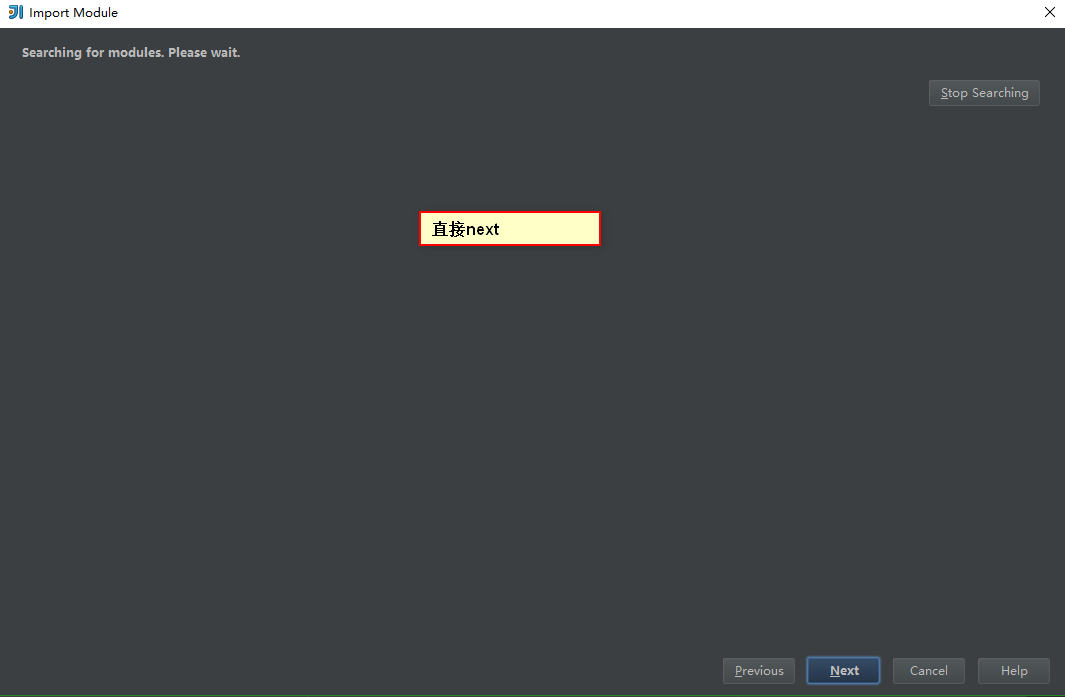 Import Module
Searching for modules. Please wait.
Stop Searching
直接next
Previous Next Cancel Help